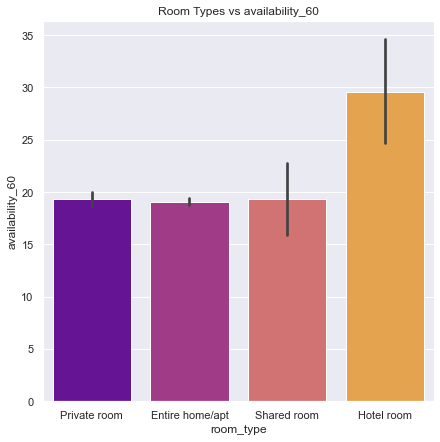 Room Types vs availability_60
35
30
25
20
15
10
5
0
availability_60
Private room
Entire home/apt
Shared room
Hotel room
room_type